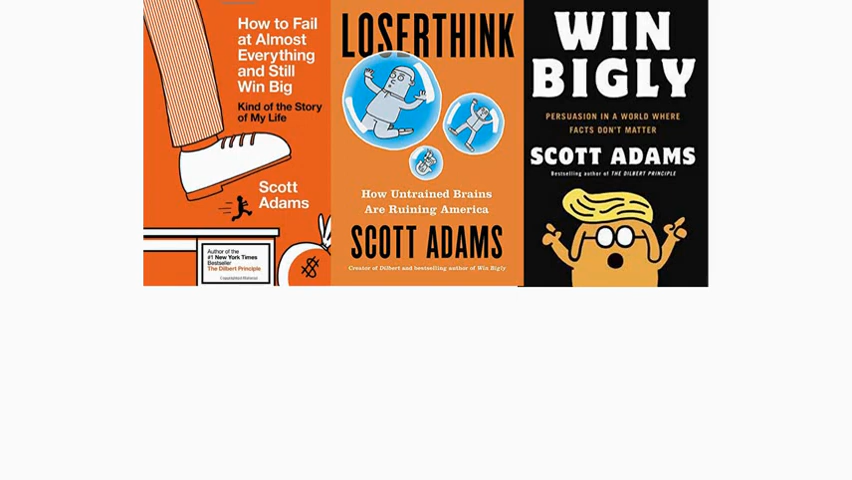 How to Fail
at Almost
Everything
and Still
Win Big
Kind of the Story
of My Life
Scott
Adams
Author of the
#1 New York Times
Bestseller
The Dilbert Principle
LOSERTHINK
How Untrained Brains
Are Ruining America
SCOTT ADAMS
Creator of Dilbert and bestselling author of Win Bigly
WIN
BIGLY
PERSUASION IN A WORLD WHERE
FACTS DON'T MATTER
SCOTT ADAMS
Bestselling author of THE DILBERT PRINCIPLE